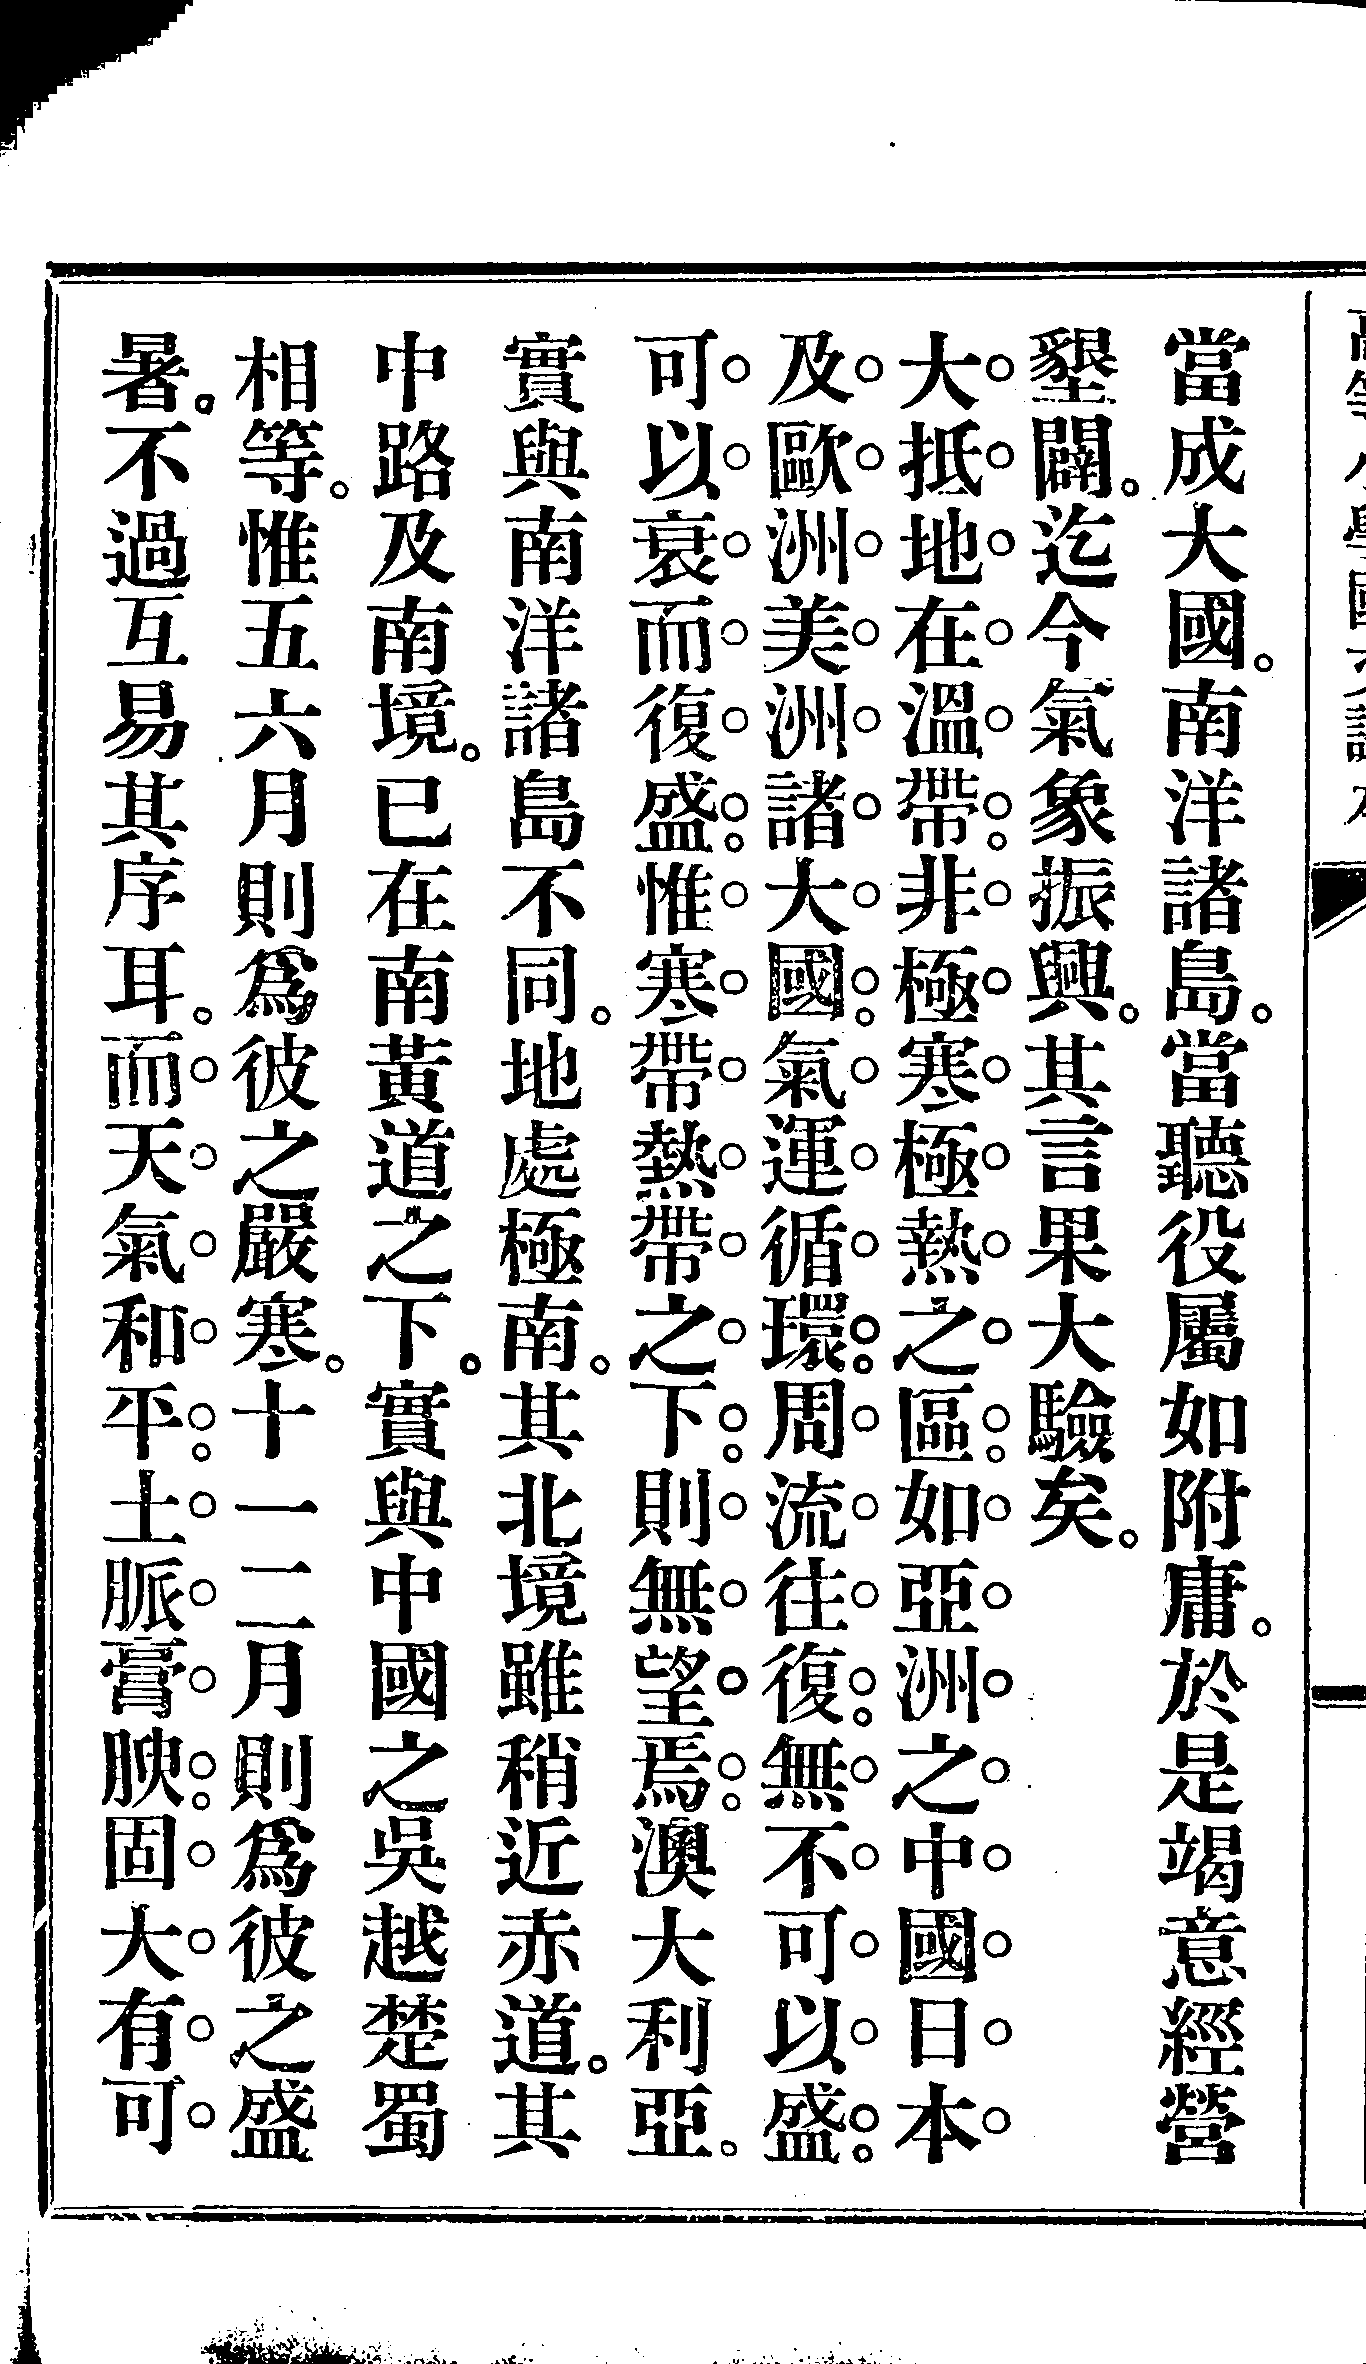 高等小學國文讀本
當成大國。南洋諸島。當聽役屬如附庸。於是竭意經營
墾闢。迄今氣象振興。其言果大驗矣。
大抵地在溫帶。非極寒極熱之區。如亞洲之中國日本
及歐洲美洲諸大國。氣運循環。周流往復。無不可以盛。
可以衰而復盛。惟寒帶熱帶之下。則無望焉。澳大利亞。
實與南洋諸島不同。地處極南。其北境雖稍近赤道。其
中路及南境。已在南黃道之下。實與中國之吳越楚蜀
相等。惟五六月則爲彼之嚴寒。十一二月則爲彼之盛
暑。不過互易其序耳。而天氣和平。土脈膏腴。固大有可